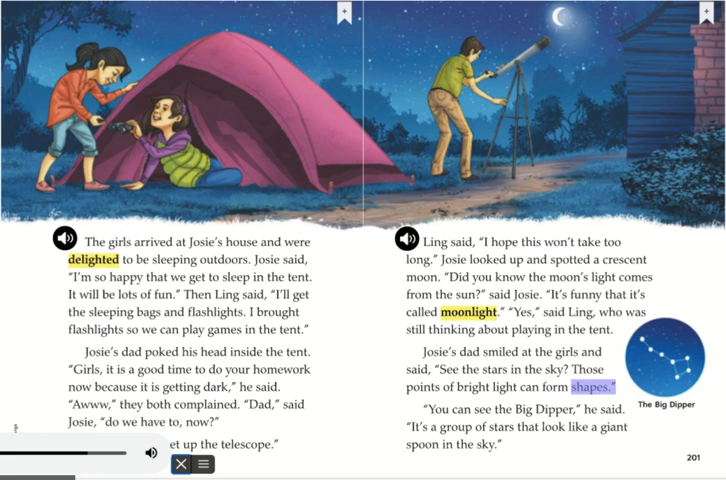 The girls arrived at Josie’s house and were
delighted to be sleeping outdoors. Josie said,
“I’m so happy that we get to sleep in the tent.
It will be lots of fun.” Then Ling said, “I’ll get
the sleeping bags and flashlights. I brought
flashlights so we can play games in the tent.”
Josie’s dad poked his head inside the tent.
“Girls, it is a good time to do your homework
now because it is getting dark,” he said.
“Awww,” they both complained. “Dad,” said
Josie, “do we have to, now?”
et up the telescope.”
Ling said, “I hope this won’t take too
long.” Josie looked up and spotted a crescent
moon. “Did you know the moon’s light comes
from the sun?” said Josie. “It’s funny that it’s
called moonlight.” “Yes,” said Ling, who was
still thinking about playing in the tent.
Josie’s dad smiled at the girls and
said, “See the stars in the sky? Those
points of bright light can form shapes.”
“You can see the Big Dipper,” he said.
“It’s a group of stars that look like a giant
spoon in the sky.”
The Big Dipper
201